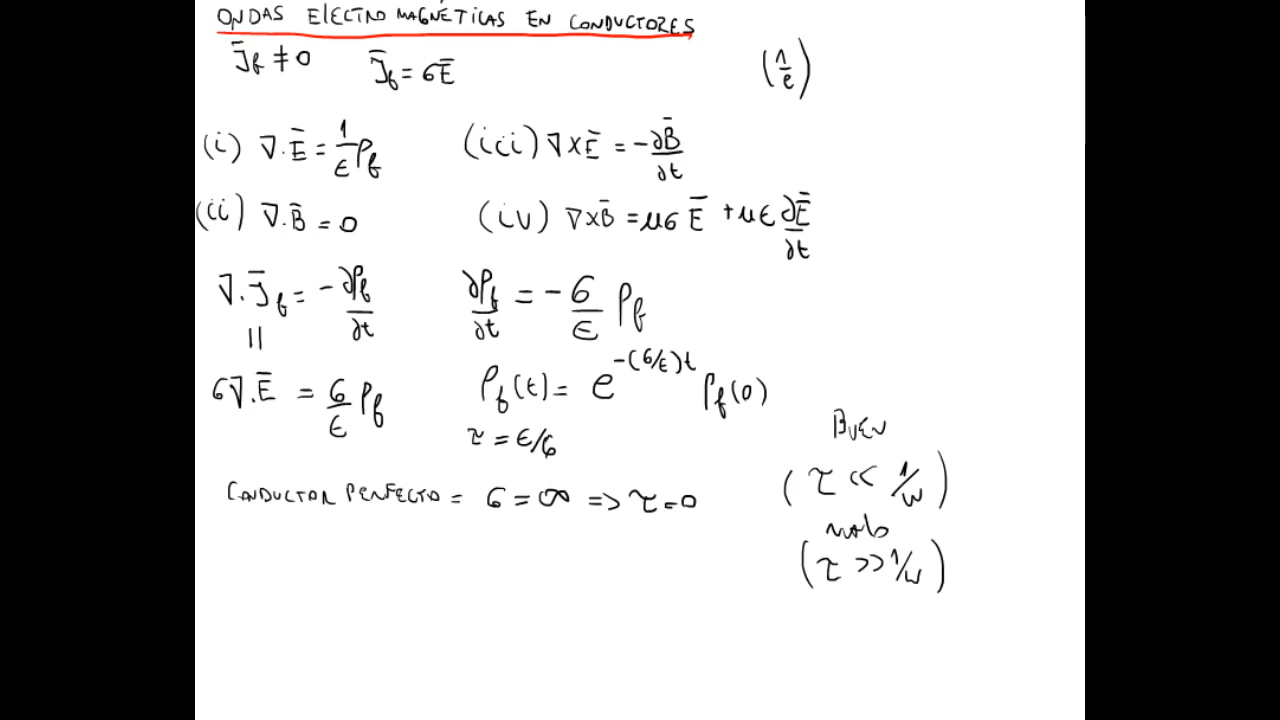 ONDAS ELECTROMAGNÉTICAS EN CONDUCTORES
J̄f ≠ 0 J̄f = σĒ (1/e)
(i) ∇·Ē = 1/ϵ ρf (iii) ∇×Ē = -∂B̄/∂t
(ii) ∇·B̄ = 0 (iv) ∇×B̄ = μσĒ + μϵ ∂Ē/∂t
∇·J̄f = -∂ρf/∂t ∂ρf/∂t = -σ/ϵ ρf
||
σ∇·Ē = σ/ϵ ρf ρf(t) = e^-(σ/ϵ)t ρf(0)
τ = ϵ/σ
BUEN
(τ << 1/ω)
CONDUCTOR PERFECTO = σ = ∞ => τ = 0
malo
(τ >> 1/ω)